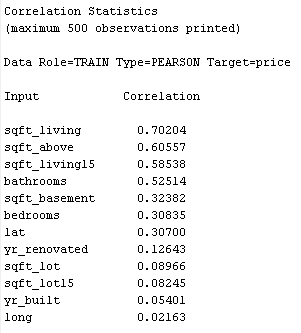 Correlation Statistics
(maximum 500 observations printed)
Data Role=TRAIN Type=PEARSON Target=price
Input Correlation
sqft_living 0.70204
sqft_above 0.60557
sqft_living15 0.58538
bathrooms 0.52514
sqft_basement 0.32382
bedrooms 0.30835
lat 0.30700
yr_renovated 0.12643
sqft_lot 0.08966
sqft_lot15 0.08245
yr_built 0.05401
long 0.02163